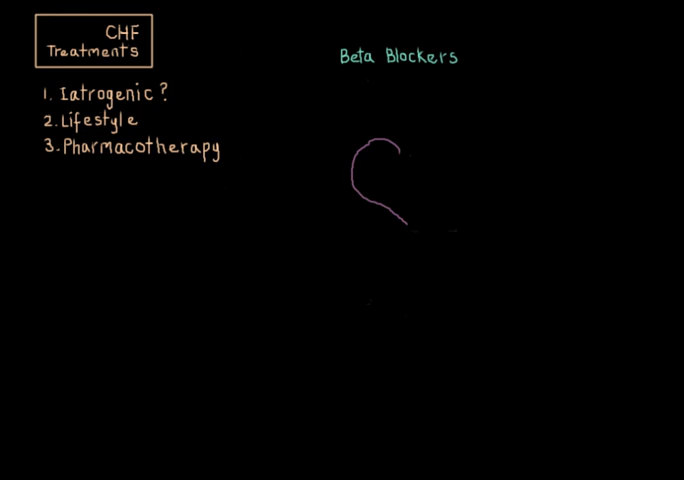 CHF
Treatments
Beta Blockers
1. Iatrogenic?
2. Lifestyle
3. Pharmacotherapy